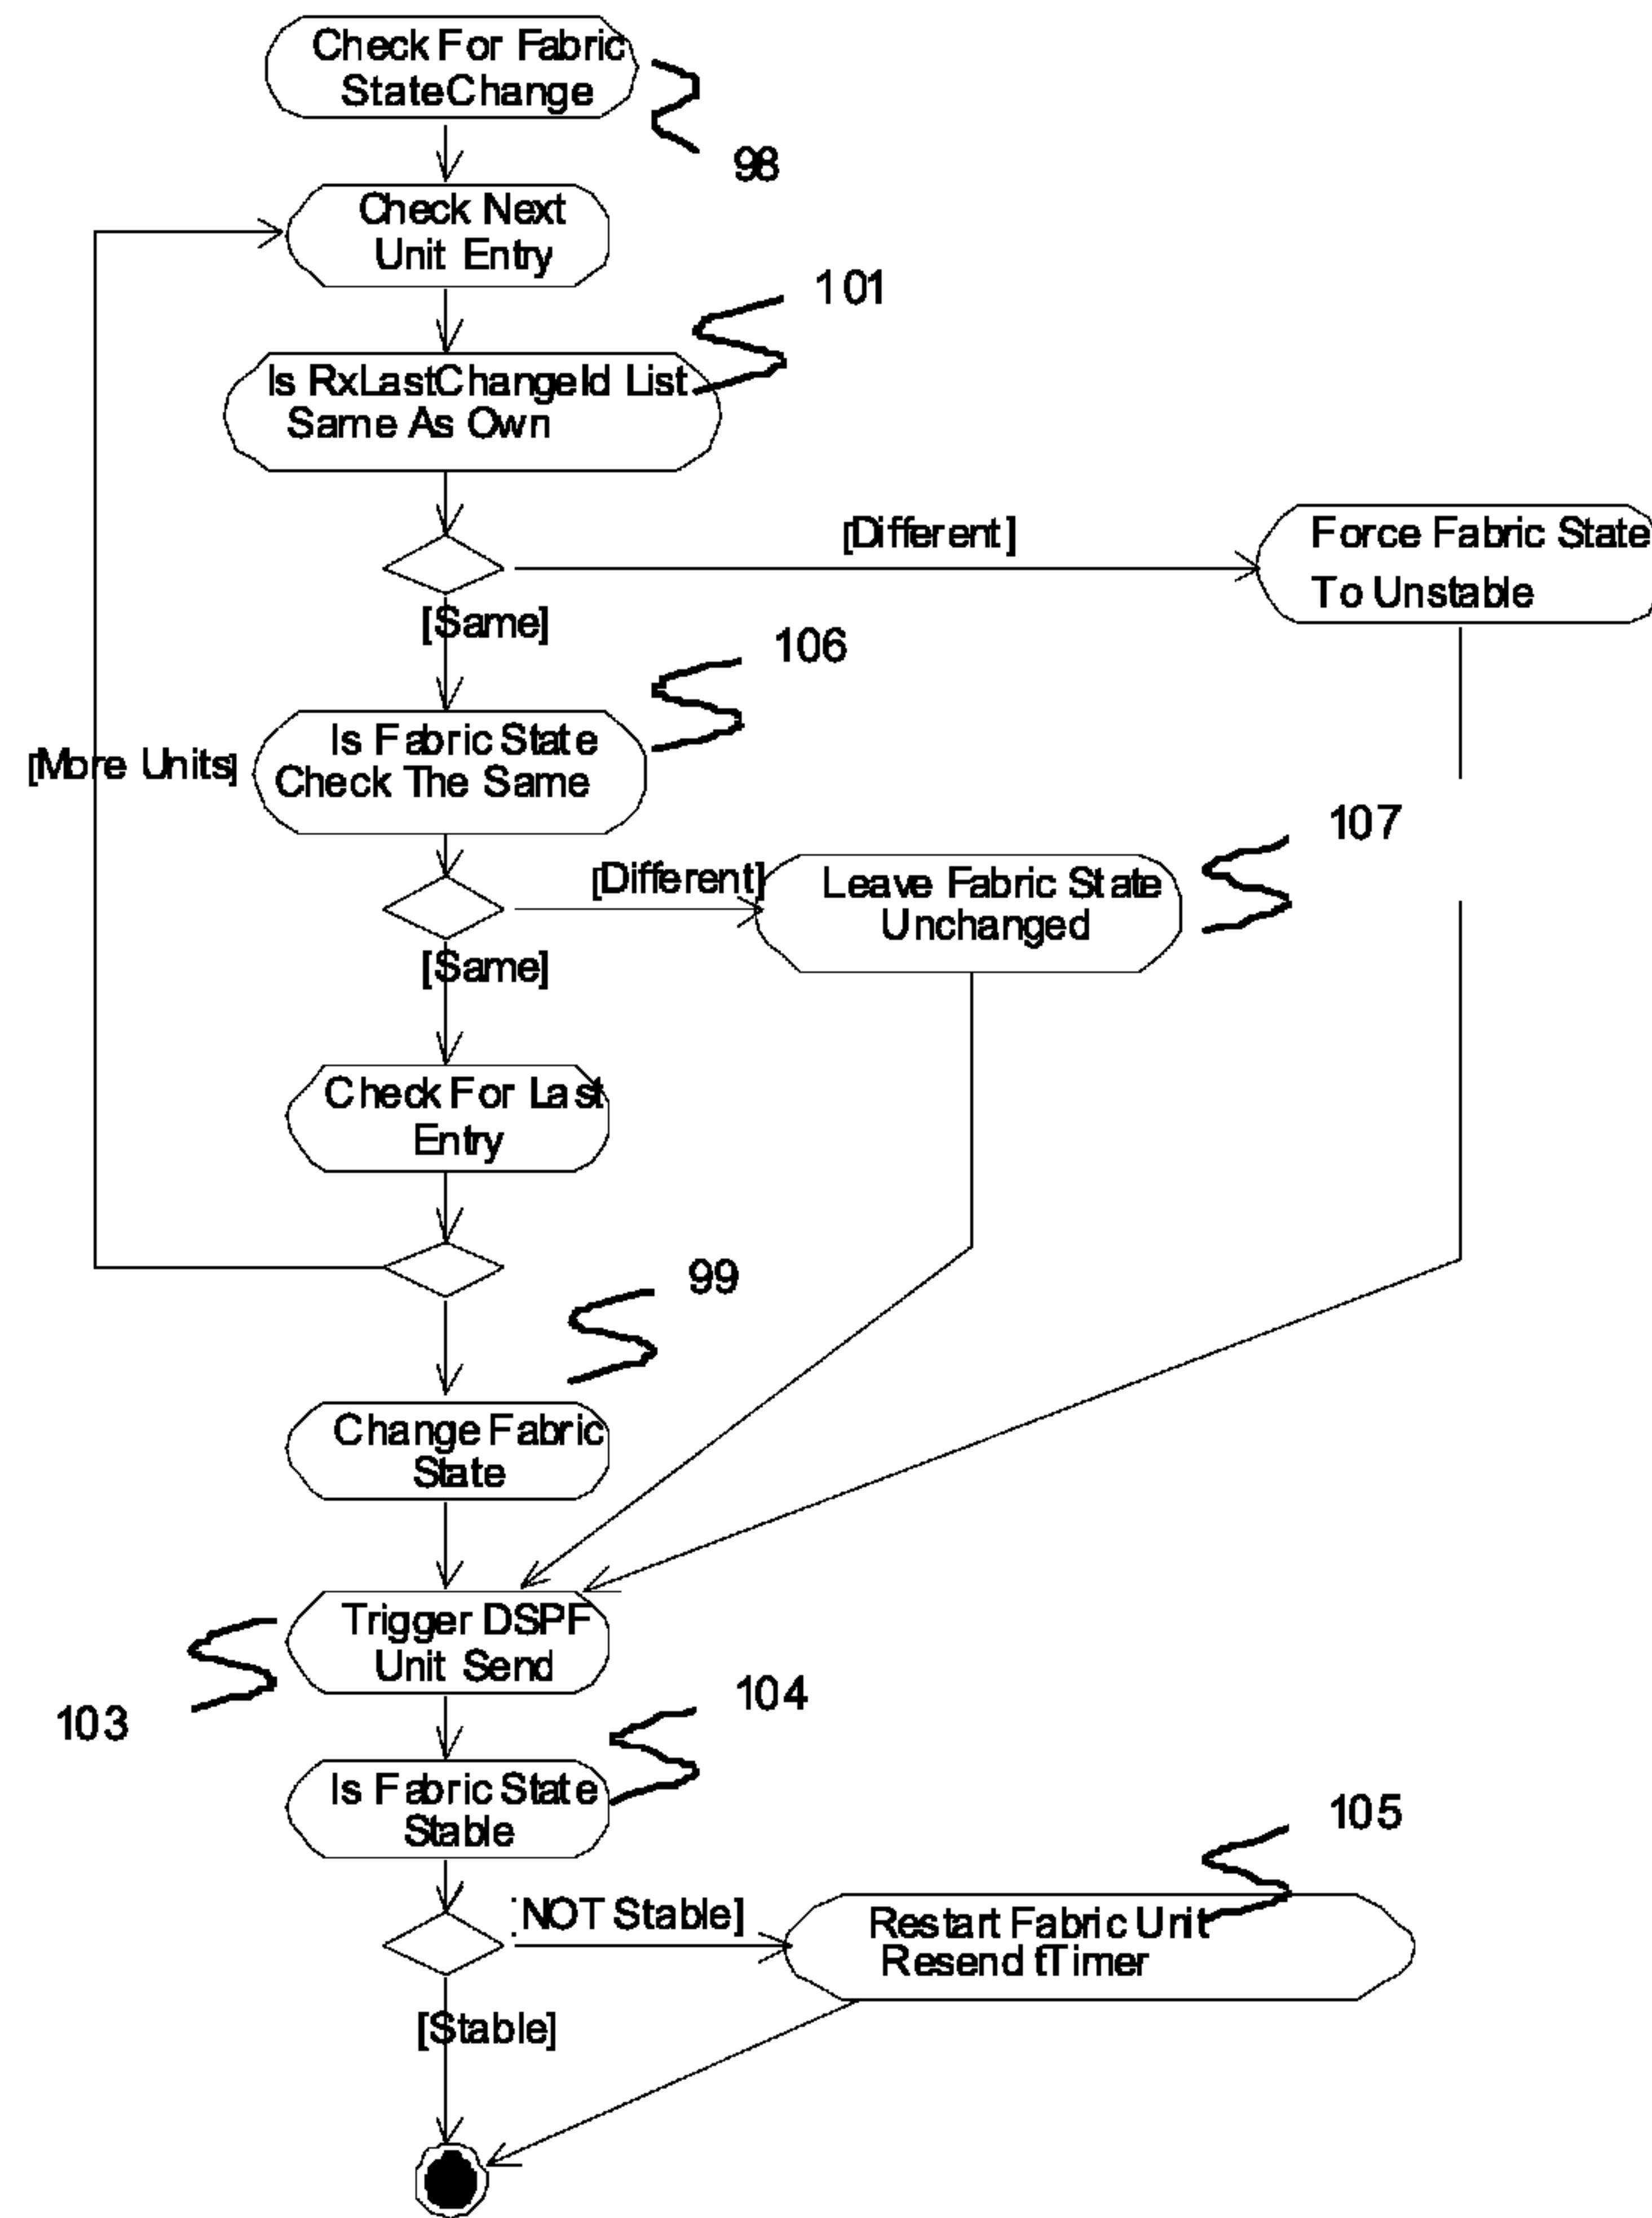 Check For Fabric
StateChange
98
Check Next
Unit Entry
101
Is RxLastChangeId List
Same As Own
[Different]
Force Fabric State
To Unstable
[Same]
106
Is Fabric State
Check The Same
[More Units]
107
[Different]
Leave Fabric State
Unchanged
[Same]
Check For Last
Entry
99
Change Fabric
State
Trigger DSPF
Unit Send
103
104
Is Fabric State
Stable
105
[NOT Stable]
Restart Fabric Unit
Resend tTimer
[Stable]